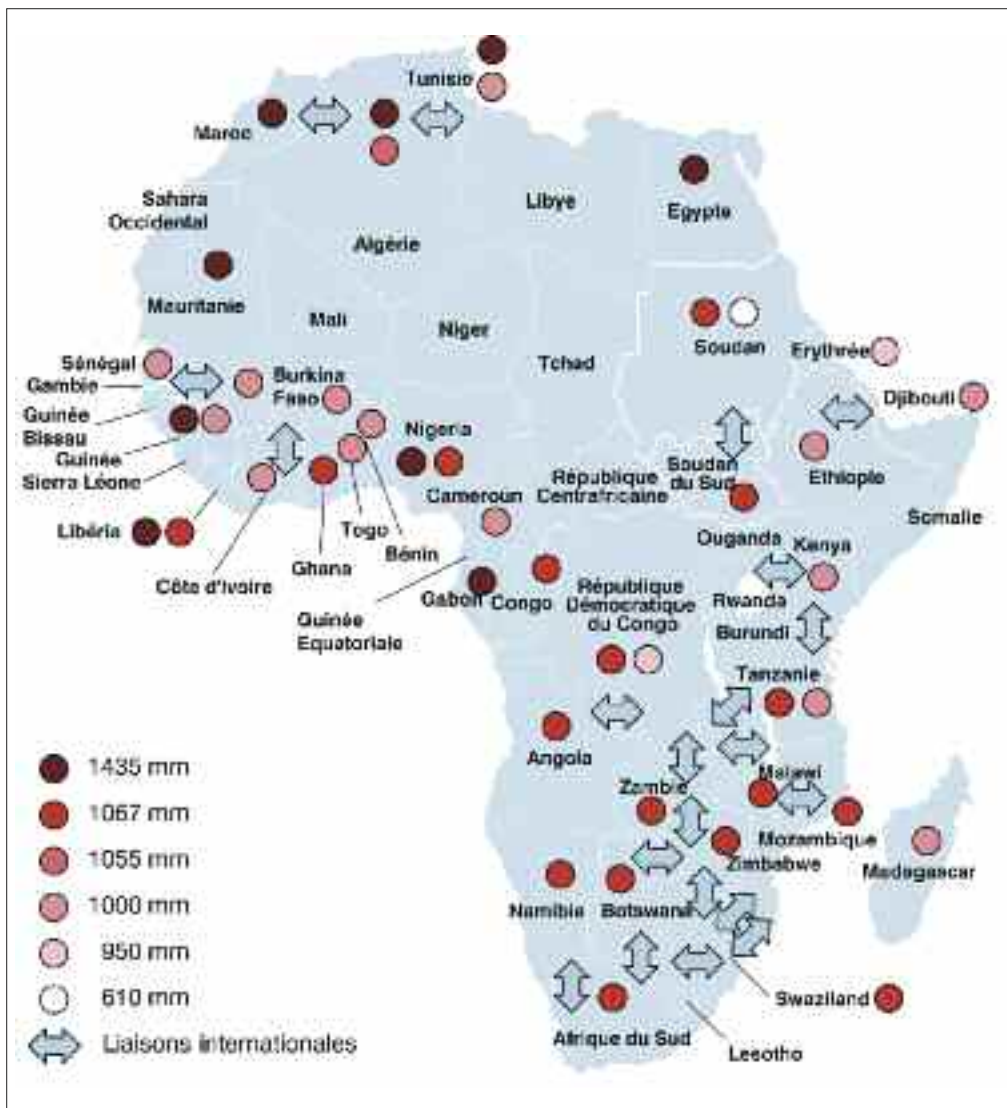 Tunisio
Maroc
Sahara
Occidental
Libye
Egypte
Algérie
Mauritanie
Mali
Niger
Tchad
Soudan
Erythrée
Sénégal
Gambie
Burkina
Faso
Djibouti
Guinée
Bissau
Guinée
Sierra Léone
Nigeria
Soudan
du Sud
République
Centrafricaine
Ethiopie
Cameroun
Somalie
Libéria
Togo
Bénin
Ghana
Côte d'Ivoire
Ouganda
Kenya
Gabon
Congo
République
Démocratique
du Congo
Rwanda
Burundi
Guinée
Equatoriale
Tanzanie
Angola
Zambie
Malawi
Mozambique
Zimbabwe
Madagascar
Namibie
Botswana
Swaziland
Afrique du Sud
Lesotho
1435 mm
1067 mm
1055 mm
1000 mm
950 mm
610 mm
Liaisons internationales